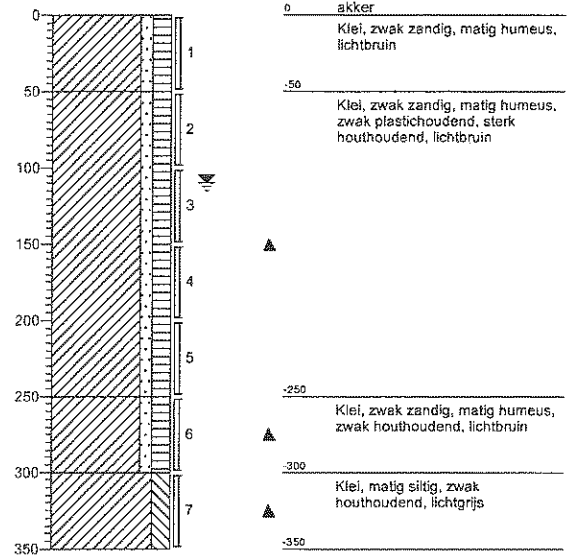 0
50
100
150
200
250
300
350
1
2
3
4
5
6
7
0 akker
Klei, zwak zandig, matig humeus,
lichtbruin
-50
Klei, zwak zandig, matig humeus,
zwak plastichoudend, sterk
houthoudend, lichtbruin
-250
Klei, zwak zandig, matig humeus,
zwak houthoudend, lichtbruin
-300
Klei, matig siltig, zwak
houthoudend, lichtgrijs
-350